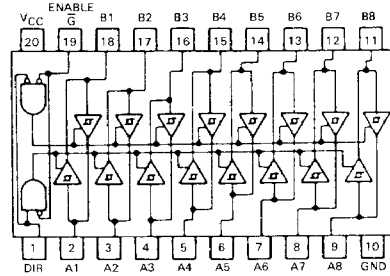 ENABLE
VCC G B1 B2 B3 B4 B5 B6 B7 B8
20 19 18 17 16 15 14 13 12 11
1 2 3 4 5 6 7 8 9 10
DIR A1 A2 A3 A4 A5 A6 A7 A8 GND